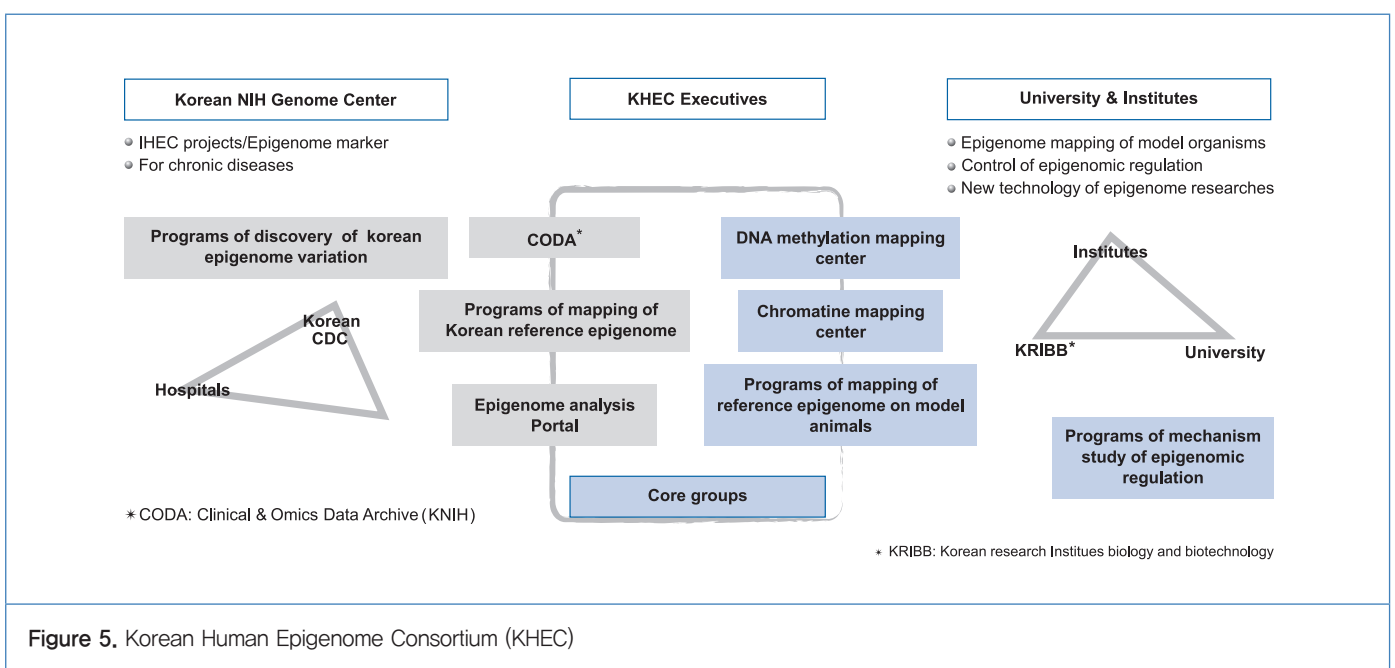 Korean NIH Genome Center
IHEC projects/Epigenome marker
For chronic diseases
Programs of discovery of korean
epigenome variation
Korean
CDC
Hospitals
* CODA: Clinical & Omics Data Archive (KNIH)
KHEC Executives
CODA*
Programs of mapping of
Korean reference epigenome
Epigenome analysis
Portal
DNA methylation mapping
center
Chromatine mapping
center
Programs of mapping of
reference epigenome on model
animals
Core groups
University & Institutes
Epigenome mapping of model organisms
Control of epigenomic regulation
New technology of epigenome researches
Institutes
KRIBB*
University
Programs of mechanism
study of epigenomic
regulation
* KRIBB: Korean research Institues biology and biotechnology
Figure 5. Korean Human Epigenome Consortium (KHEC)